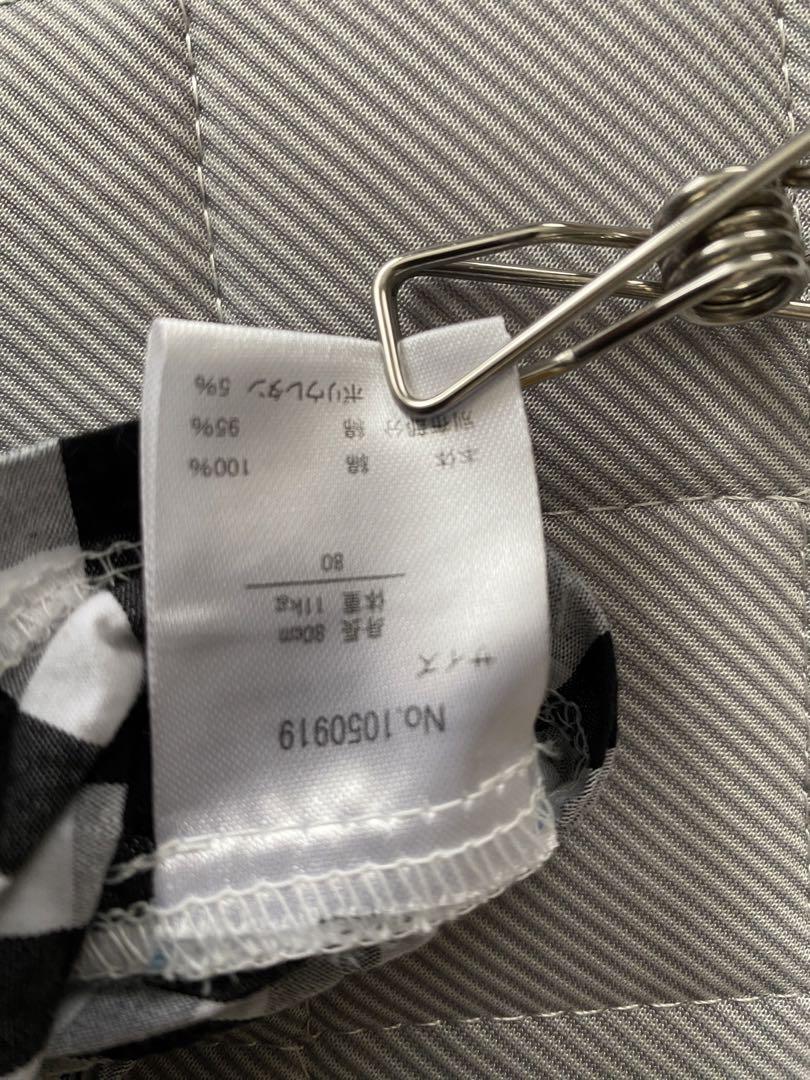 No.1050919
サイズ
身長 80cm
体重 11kg
80
本体 綿 100%
別布部分 綿 95%
ポリウレタン 5%